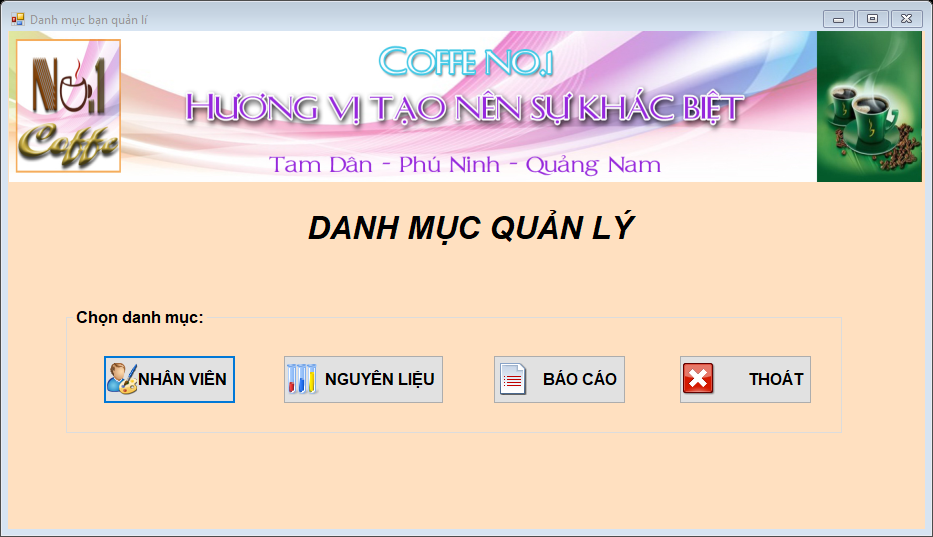 Danh mục bạn quản lí
No.1
Coffe
COFFE NO.1
HƯƠNG VỊ TẠO NÊN SỰ KHÁC BIỆT
Tam Dân - Phú Ninh - Quảng Nam
DANH MỤC QUẢN LÝ
Chọn danh mục:
NHÂN VIÊN
NGUYÊN LIỆU
BÁO CÁO
THOÁT